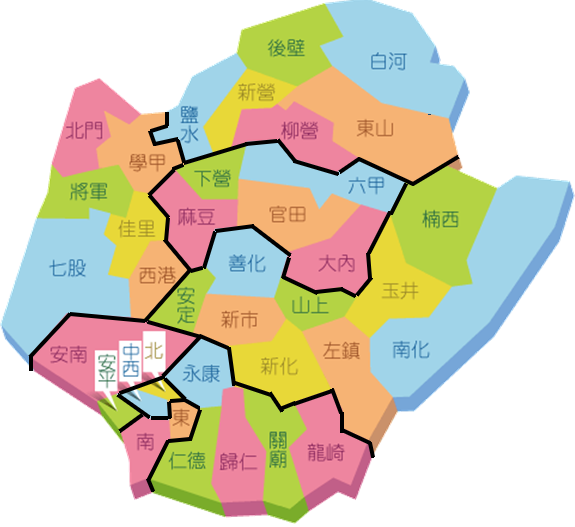 後壁
白河
新營
鹽水
柳營
東山
北門
學甲
下營
六甲
將軍
麻豆
官田
楠西
佳里
七股
西港
善化
大內
玉井
安定
山上
新市
安南
安平
中西
北
永康
新化
左鎮
南化
東
南
仁德
歸仁
關廟
龍崎